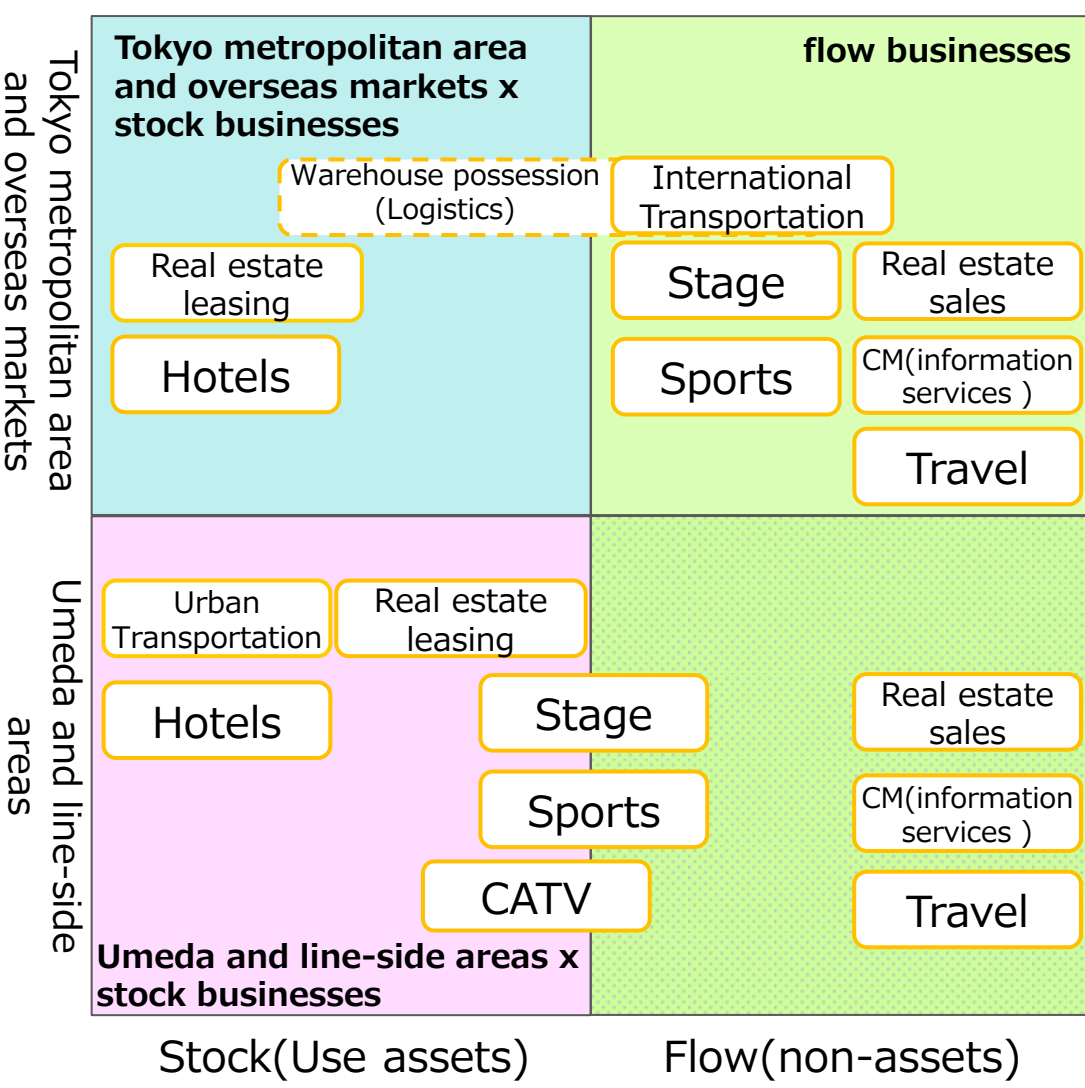 Tokyo metropolitan area
and overseas markets
Tokyo metropolitan area
and overseas markets x
stock businesses
flow businesses
Warehouse possession
(Logistics)
International
Transportation
Real estate
leasing
Stage
Real estate
sales
Hotels
Sports
CM(information
services )
Travel
Umeda and line-side
areas
Urban
Transportation
Real estate
leasing
Hotels
Stage
Real estate
sales
Sports
CM(information
services )
CATV
Travel
Umeda and line-side areas x
stock businesses
Stock(Use assets)
Flow(non-assets)